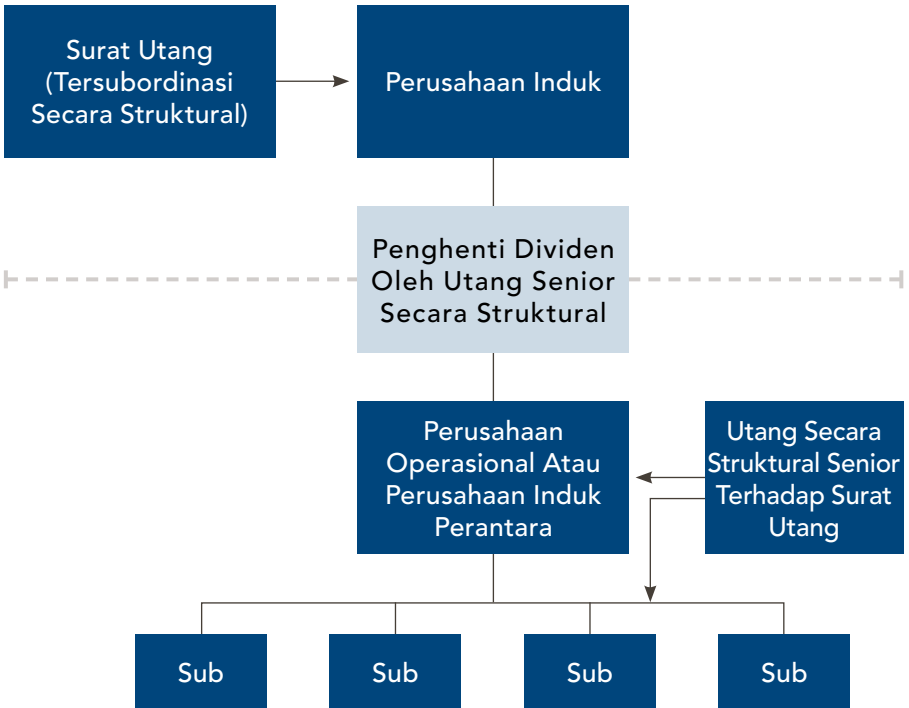 Surat Utang
(Tersubordinasi
Secara Struktural)
Perusahaan Induk
Penghenti Dividen
Oleh Utang Senior
Secara Struktural
Perusahaan
Operasional Atau
Perusahaan Induk
Perantara
Utang Secara
Struktural Senior
Terhadap Surat
Utang
Sub
Sub
Sub
Sub